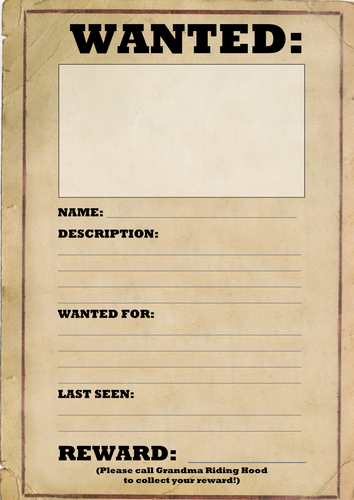 WANTED:
NAME:
DESCRIPTION:
WANTED FOR:
LAST SEEN:
REWARD:
(Please call Grandma Riding Hood
to collect your reward!)